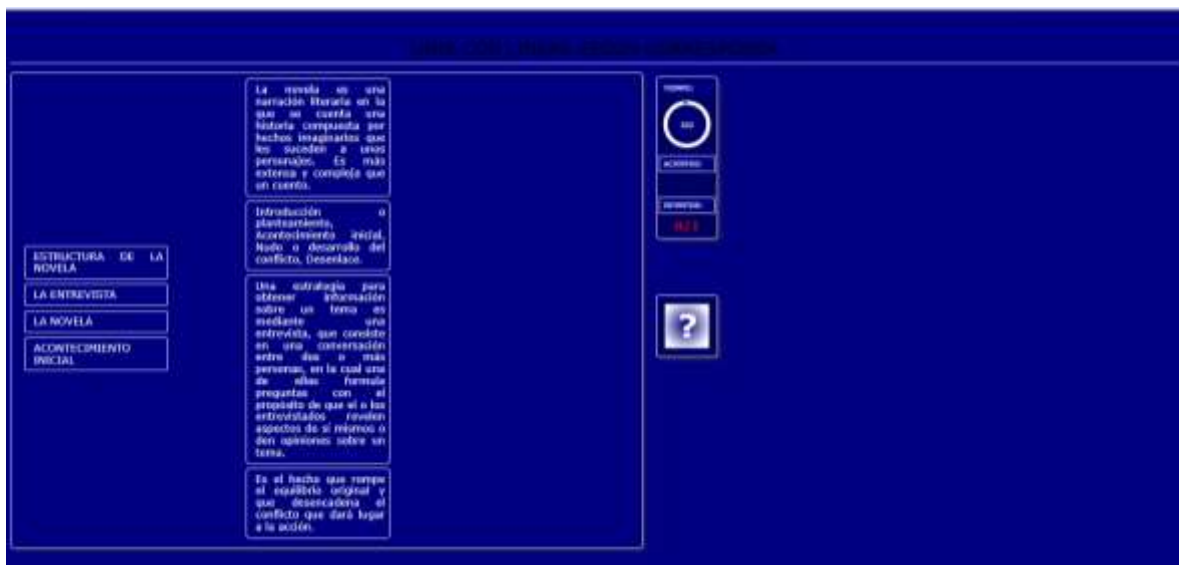 ESTRUCTURA DE LA
NOVELA
LA ENTREVISTA
LA NOVELA
ACONTECIMIENTO
INICIAL
La novela es una
narración literaria en la
que se cuenta una
historia compuesta por
hechos imaginarios que
les suceden a unos
personajes. Es más
extensa y compleja que
un cuento.
Introducción o
planteamiento,
Acontecimiento inicial,
Nudo o desarrollo del
conflicto, Desenlace.
Una estrategia para
obtener información
sobre un tema es
mediante una
entrevista, que consiste
en una conversación
entre dos o más
personas, en la cual una
de ellas formula
preguntas con el
propósito de que el o los
entrevistados revelen
aspectos de sí mismos o
den opiniones sobre un
tema.
Es el hecho que rompe
el equilibrio original y
que desencadena el
conflicto que dará lugar
a la acción.
?